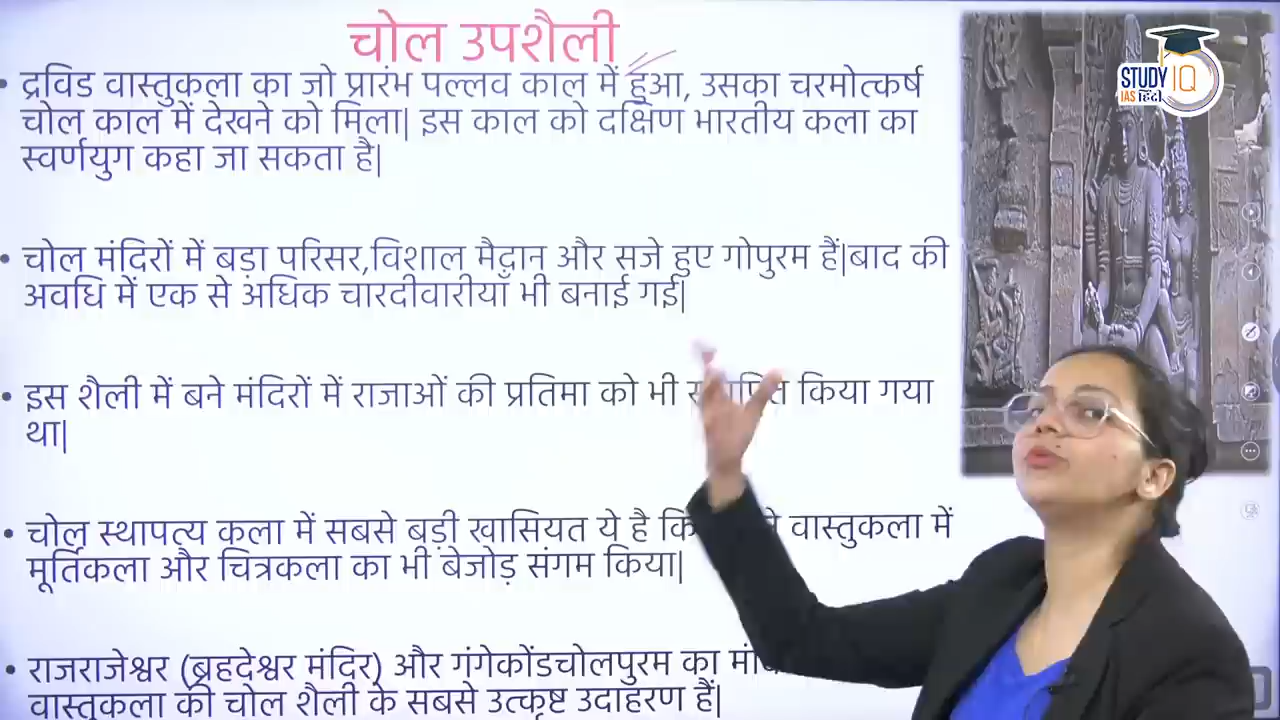 चोल उपशैली
STUDY IQ
IAS हिंदी
• द्रविड वास्तुकला का जो प्रारंभ पल्लव काल में हुआ, उसका चरमोत्कर्ष
चोल काल में देखने को मिला| इस काल को दक्षिण भारतीय कला का
स्वर्णयुग कहा जा सकता है|
• चोल मंदिरों में बड़ा परिसर,विशाल मैदान और सजे हुए गोपुरम हैं|बाद की
अवधि में एक से अधिक चारदीवारीयाँ भी बनाई गई|
• इस शैली में बने मंदिरों में राजाओं की प्रतिमा को भी किया गया
था|
• चोल स्थापत्य कला में सबसे बड़ी खासियत ये है वास्तुकला में
मूर्तिकला और चित्रकला का भी बेजोड़ संगम किया|
• राजराजेश्वर (ब्रहदेश्वर मंदिर) और गंगेकोंडचोलपुरम का
वास्तुकला की चोल शैली के सबसे उत्कृष्ट उदाहरण हैं|